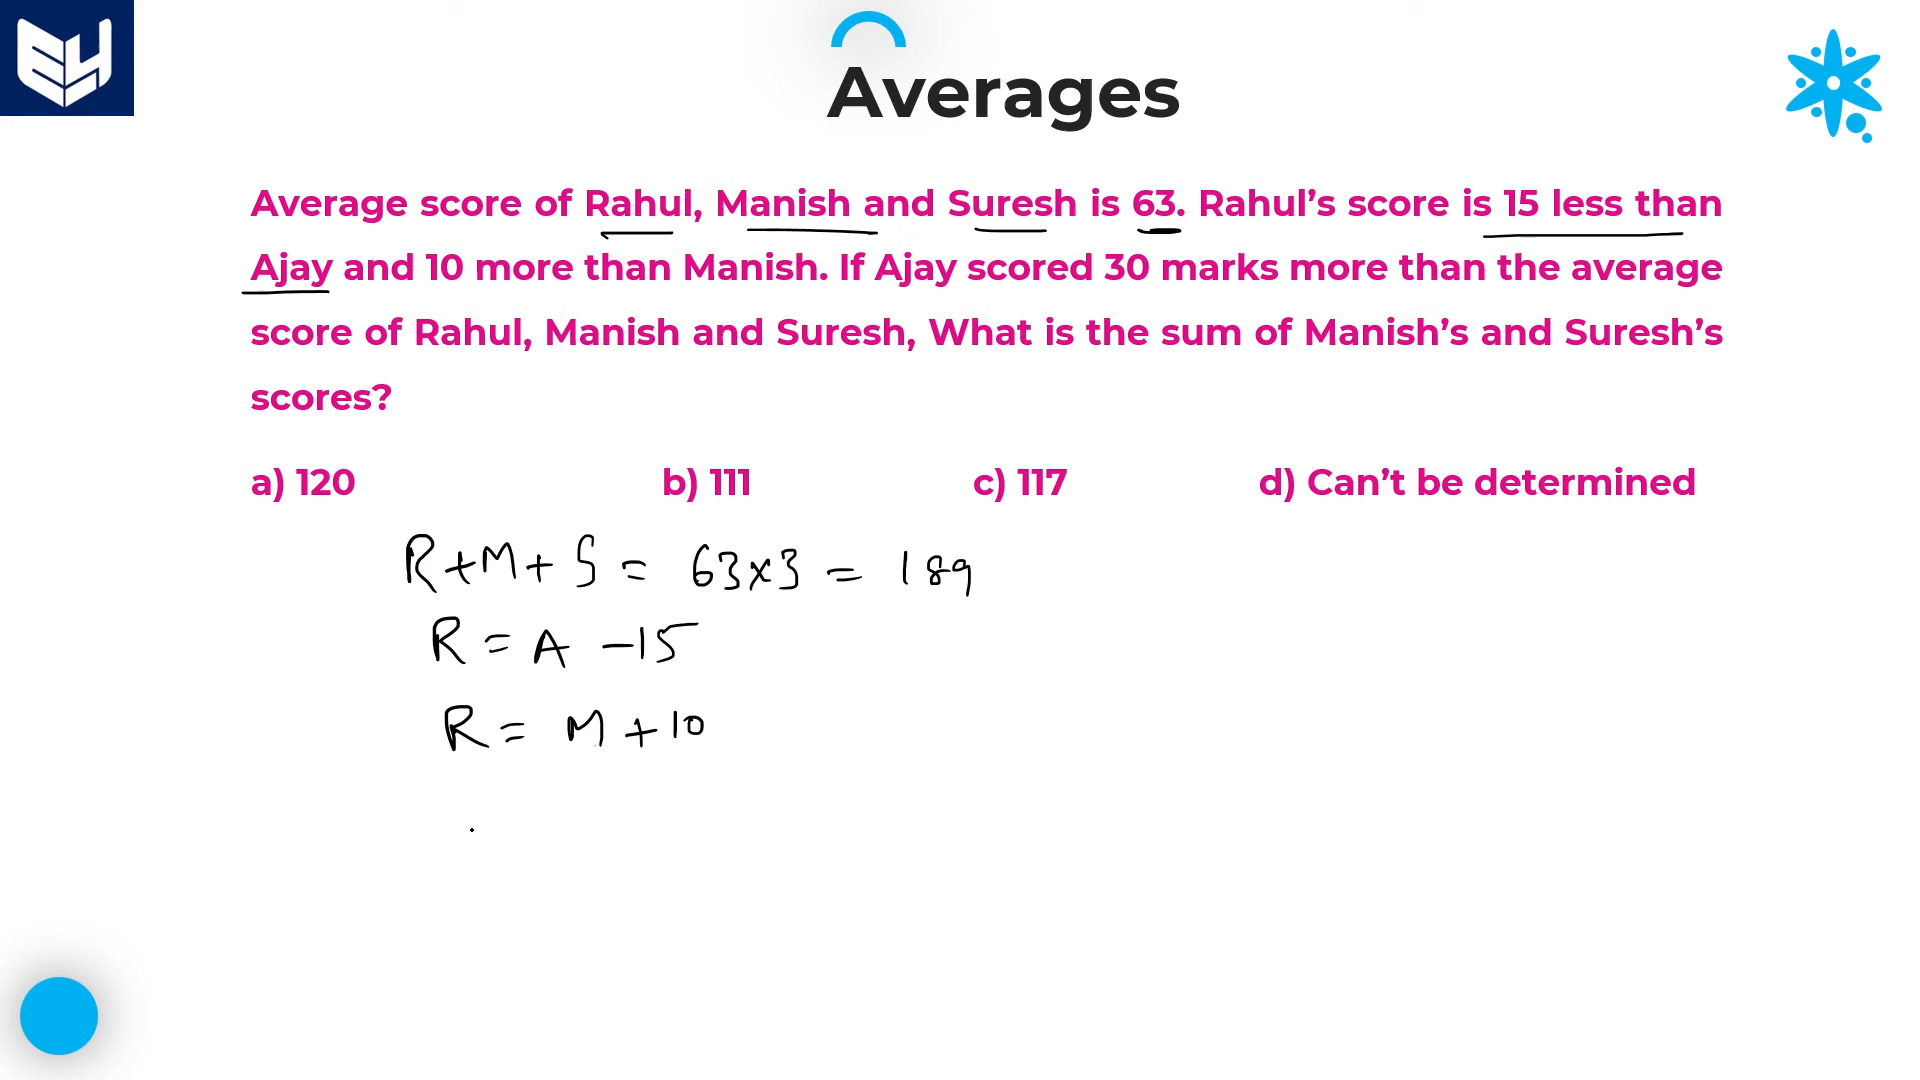 Averages
Average score of Rahul, Manish and Suresh is 63. Rahul’s score is 15 less than
Ajay and 10 more than Manish. If Ajay scored 30 marks more than the average
score of Rahul, Manish and Suresh, What is the sum of Manish’s and Suresh’s
scores?
a) 120 b) 111 c) 117 d) Can’t be determined
R+M+S = 63x3 = 189
R = A -15
R = M +10